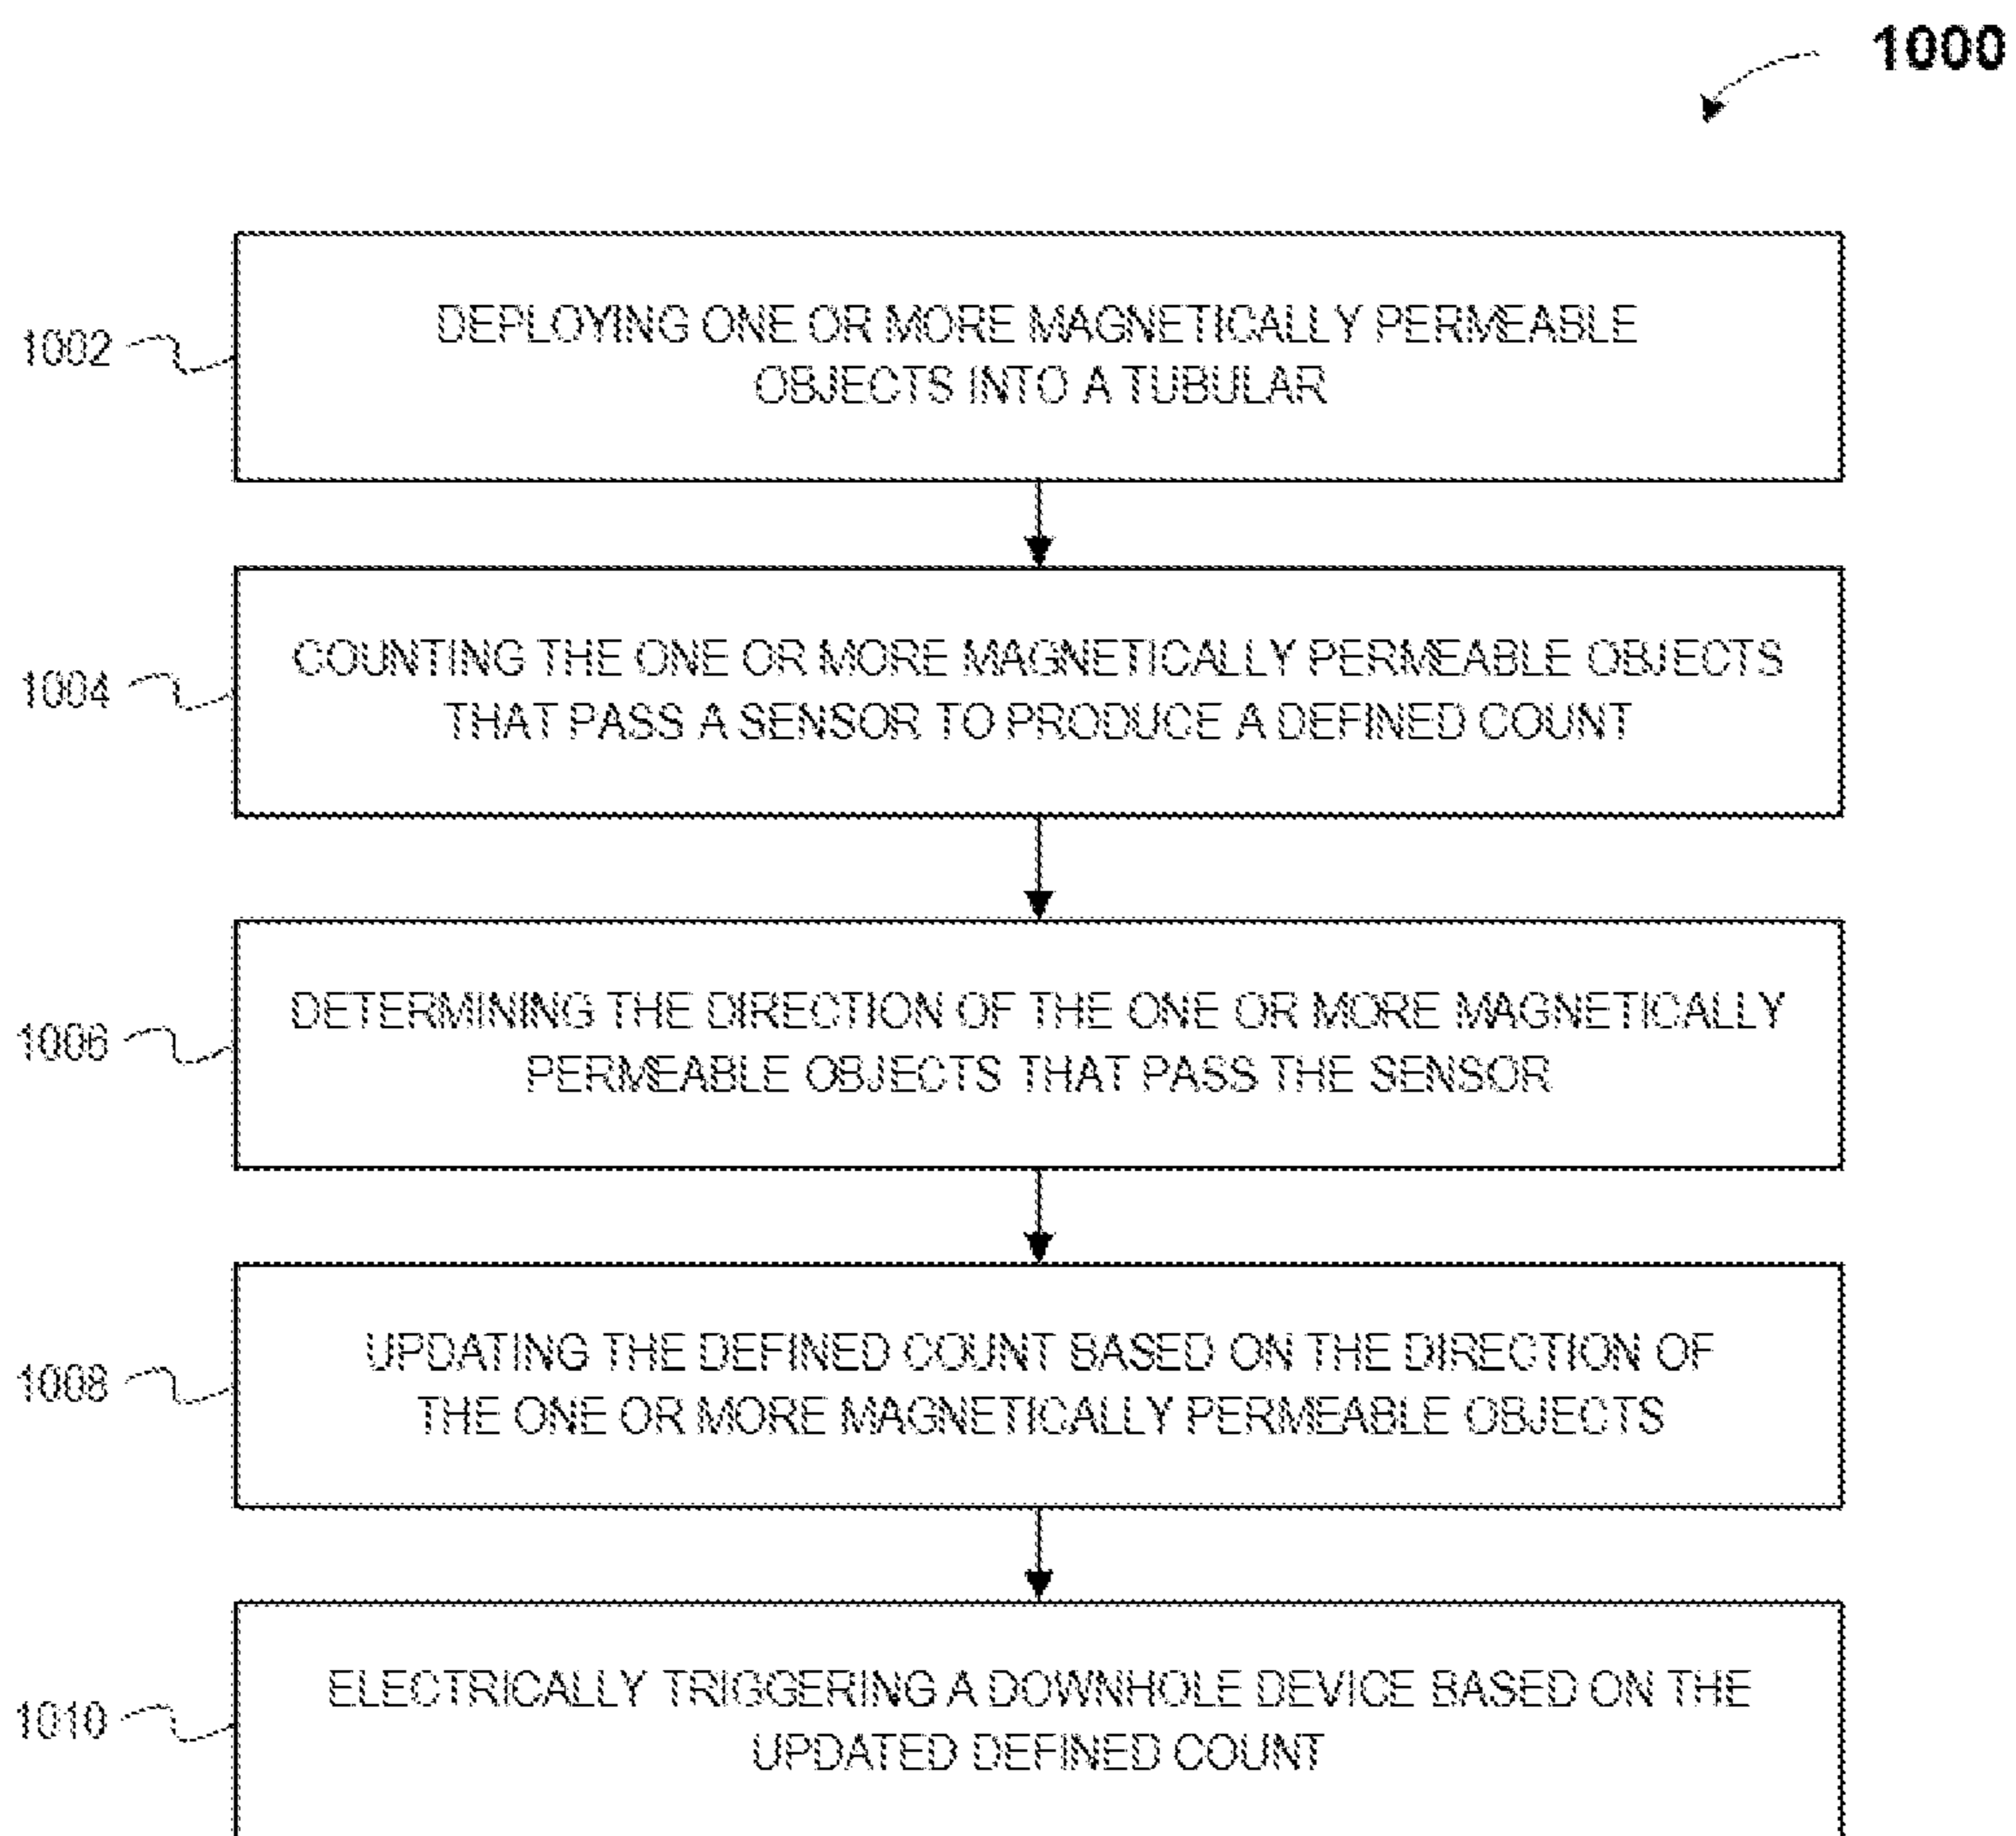 1000
1002
DEPLOYING ONE OR MORE MAGNETICALLY PERMEABLE
OBJECTS INTO A TUBULAR
1004
COUNTING THE ONE OR MORE MAGNETICALLY PERMEABLE OBJECTS
THAT PASS A SENSOR TO PRODUCE A DEFINED COUNT
1006
DETERMINING THE DIRECTION OF THE ONE OR MORE MAGNETICALLY
PERMEABLE OBJECTS THAT PASS THE SENSOR
1008
UPDATING THE DEFINED COUNT BASED ON THE DIRECTION OF
THE ONE OR MORE MAGNETICALLY PERMEABLE OBJECTS
1010
ELECTRICALLY TRIGGERING A DOWNHOLE DEVICE BASED ON THE
UPDATED DEFINED COUNT